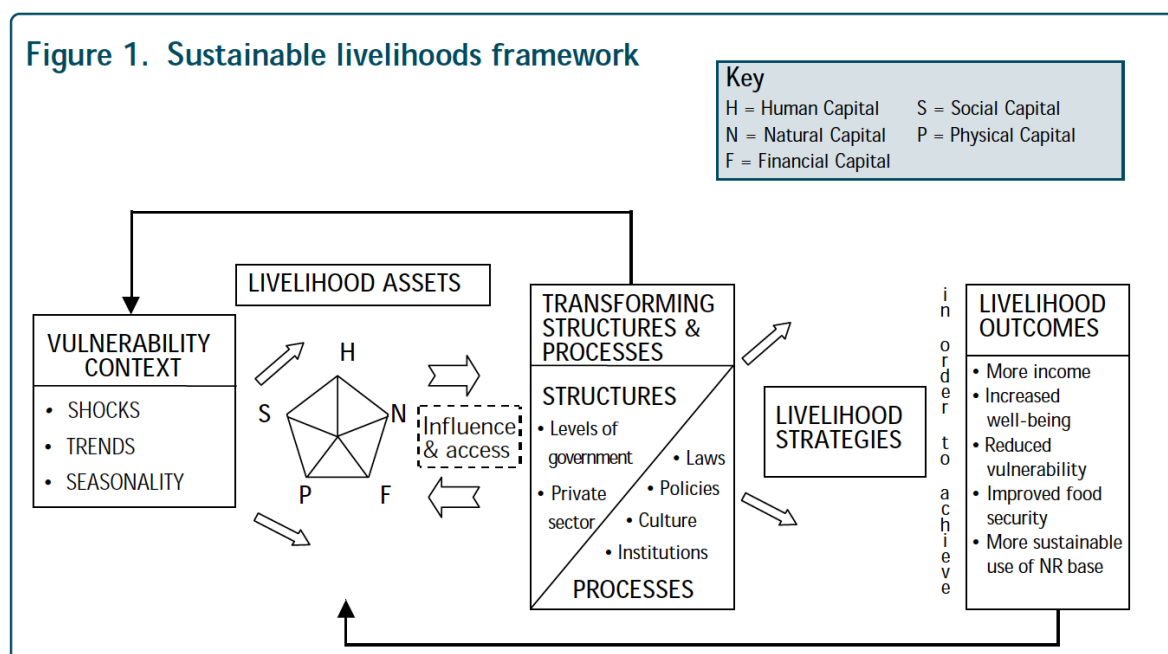 Figure 1. Sustainable livelihoods framework
Key
H = Human Capital S = Social Capital
N = Natural Capital P = Physical Capital
F = Financial Capital
LIVELIHOOD ASSETS
VULNERABILITY
CONTEXT
• SHOCKS
• TRENDS
• SEASONALITY
H
S
N
P
F
Influence
& access
TRANSFORMING
STRUCTURES &
PROCESSES
STRUCTURES
• Levels of
government
• Private
sector
• Laws
• Policies
• Culture
• Institutions
PROCESSES
LIVELIHOOD
STRATEGIES
in order to achieve
LIVELIHOOD
OUTCOMES
• More income
• Increased
well-being
• Reduced
vulnerability
• Improved food
security
• More sustainable
use of NR base